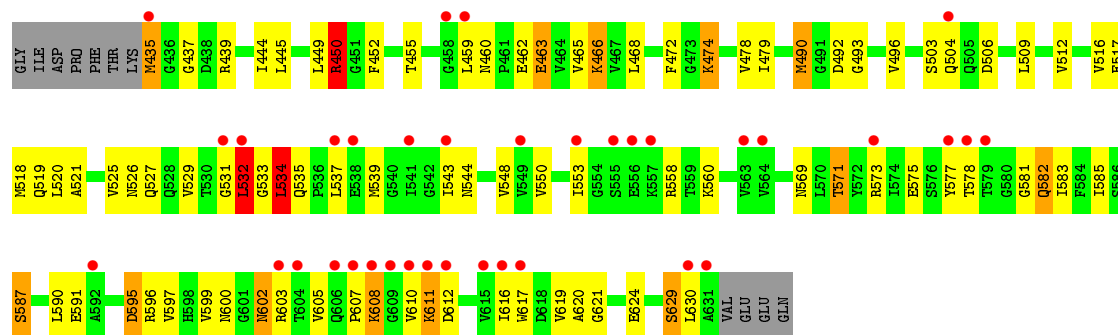 GLY ILE ASP PRO PHE THR LYS M435 G436 G437 D438 R439 I444 L445 L449 R450 G451 F452 T455 G458 L459 N460 P461 E462 E463 V464 V465 K466 V467 L468 F472 G473 K474 V478 I479 M490 G491 D492 G493 V496 S503 Q504 Q505 D506 L509 V512 V516 E517
M518 Q519 L520 A521 V525 N526 Q527 Q528 V529 T530 G531 L532 G533 L534 Q535 P536 L537 E538 M539 G540 I541 G542 I543 N544 V548 V549 V550 I553 G554 S555 E556 K557 R558 T559 K560 V563 V564 N569 L570 T571 Y572 R573 I574 E575 S576 Y577 T578 T579 G580 G581 Q582 I583 F584 I585 G586
S587 L590 E591 A592 D595 R596 V597 H598 V599 N600 G601 N602 R603 T604 V605 Q606 P607 K608 G609 V610 K611 D612 V615 I616 W617 D618 V619 A620 G621 E624 S629 L630 A631 VAL GLU GLU GLN